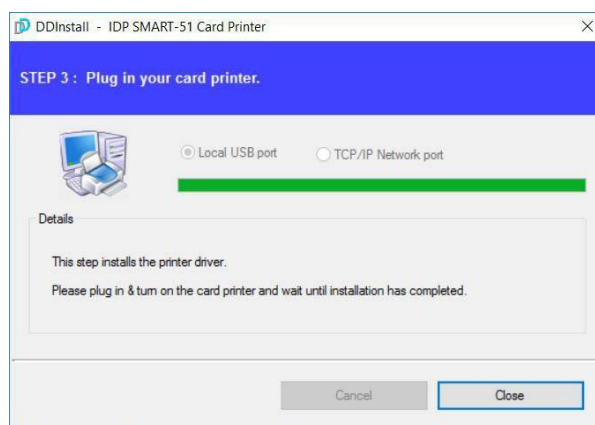 DDInstall - IDP SMART-51 Card Printer
STEP 3 : Plug in your card printer.
Local USB port TCP/IP Network port
Details
This step installs the printer driver.
Please plug in & turn on the card printer and wait until installation has completed.
Cancel Close